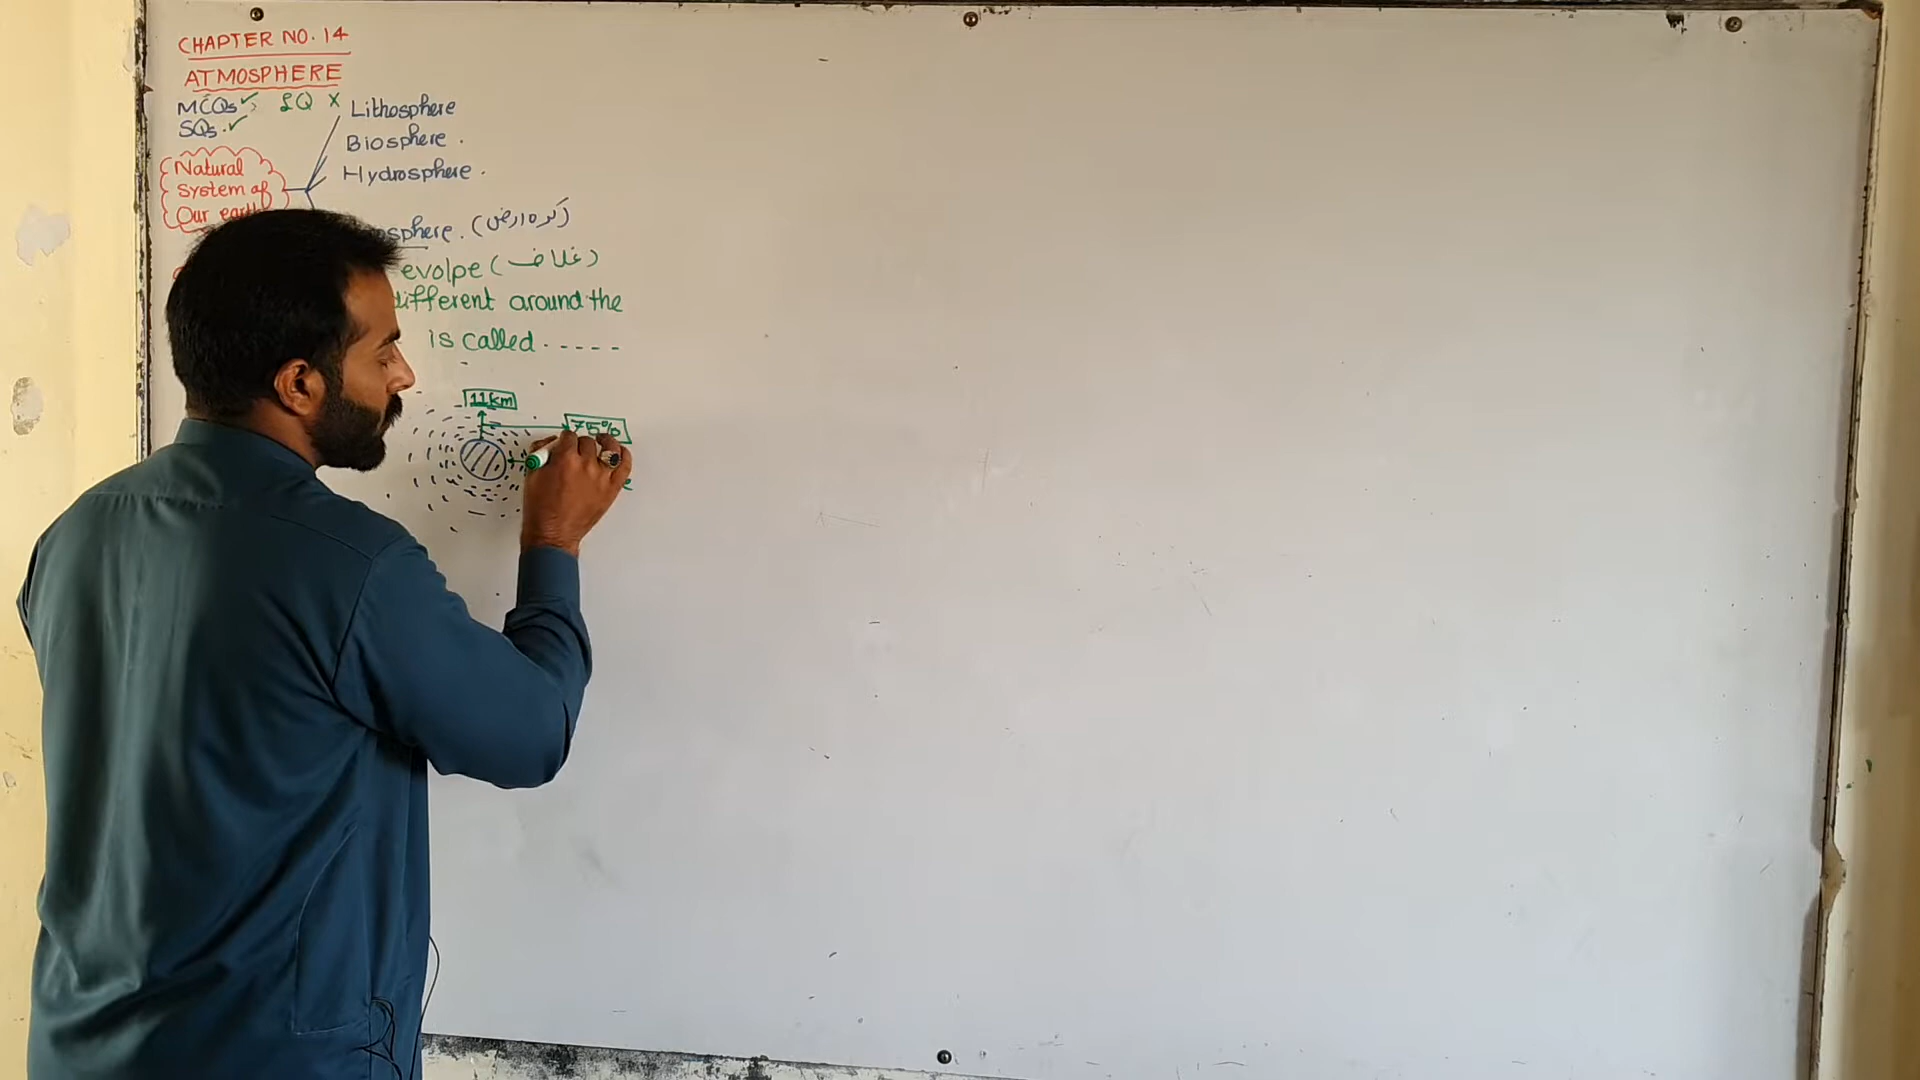 CHAPTER NO. 14
ATMOSPHERE
MCQs ✓ LQ X
SQs. ✓
Lithosphere
Biosphere .
Hydrosphere .
Natural
System of
Our earth
osphere . (کرہ ارض)
evolpe (غلاف)
different around the
is called . - - - - -
11km
75%